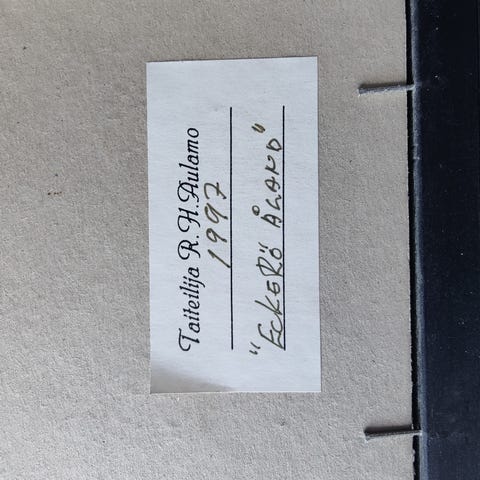 Taiteilija R. H. Aulamo
1997
"ECKERÖ ÅLAND"